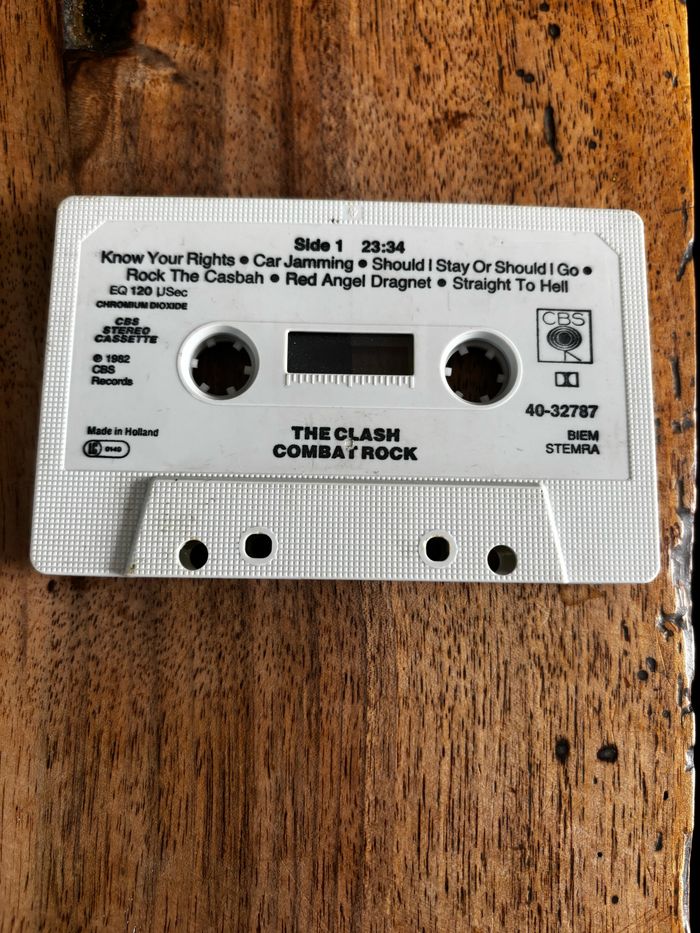 Side 1 23:34
Know Your Rights • Car Jamming • Should I Stay Or Should I Go •
Rock The Casbah • Red Angel Dragnet • Straight To Hell
EQ 120 µSec
CHROMIUM DIOXIDE
CBS
STEREO
CASSETTE
℗ 1982
CBS
Records
Made in Holland
0149
CBS
40-32787
BIEM
STEMRA
THE CLASH
COMBAT ROCK